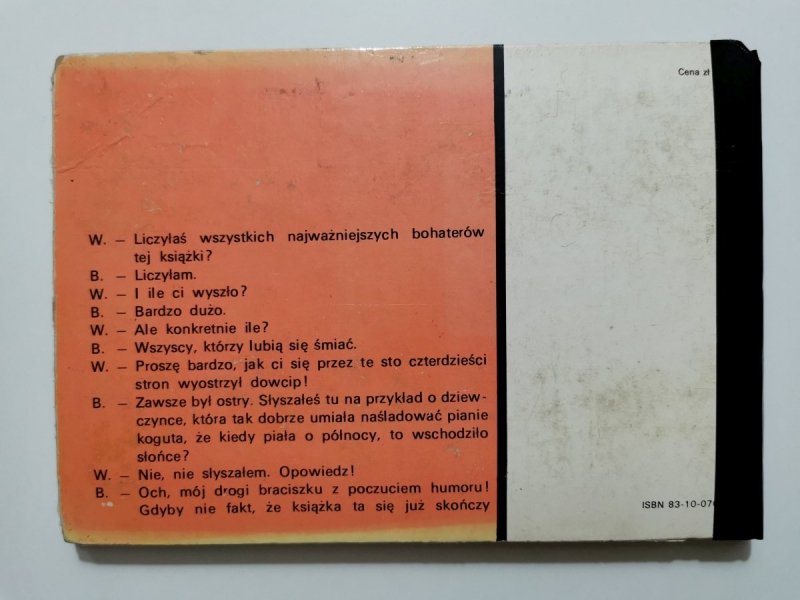 Cena zł
W. – Liczyłaś wszystkich najważniejszych bohaterów
tej książki?
B. – Liczyłam.
W. – I ile ci wyszło?
B. – Bardzo dużo.
W. – Ale konkretnie ile?
B. – Wszyscy, którzy lubią się śmiać.
W. – Proszę bardzo, jak ci się przez te sto czterdzieści
stron wyostrzył dowcip!
B. – Zawsze był ostry. Słyszałeś tu na przykład o dziew-
czynce, która tak dobrze umiała naśladować pianie
koguta, że kiedy piała o północy, to wschodziło
słońce?
W. – Nie, nie słyszałem. Opowiedz!
B. – Och, mój drogi braciszku z poczuciem humoru!
Gdyby nie fakt, że książka ta się już skończy
ISBN 83-10-07